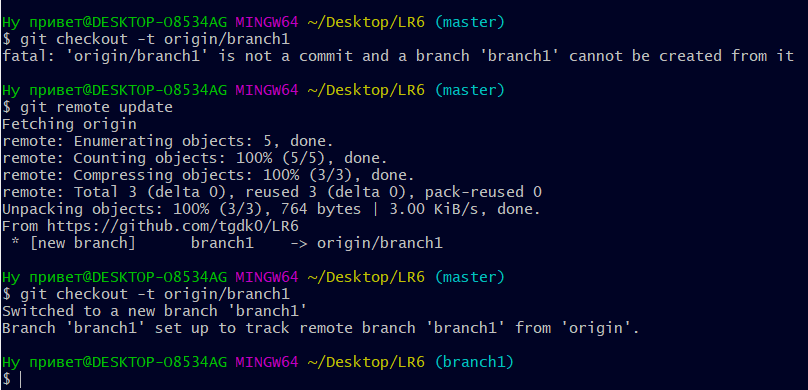 Ну привет@DESKTOP-O8534AG MINGW64 ~/Desktop/LR6 (master)
$ git checkout -t origin/branch1
fatal: 'origin/branch1' is not a commit and a branch 'branch1' cannot be created from it
Ну привет@DESKTOP-O8534AG MINGW64 ~/Desktop/LR6 (master)
$ git remote update
Fetching origin
remote: Enumerating objects: 5, done.
remote: Counting objects: 100% (5/5), done.
remote: Compressing objects: 100% (3/3), done.
remote: Total 3 (delta 0), reused 3 (delta 0), pack-reused 0
Unpacking objects: 100% (3/3), 764 bytes | 3.00 KiB/s, done.
From https://github.com/tgdk0/LR6
 * [new branch]      branch1    -> origin/branch1
Ну привет@DESKTOP-O8534AG MINGW64 ~/Desktop/LR6 (master)
$ git checkout -t origin/branch1
Switched to a new branch 'branch1'
Branch 'branch1' set up to track remote branch 'branch1' from 'origin'.
Ну привет@DESKTOP-O8534AG MINGW64 ~/Desktop/LR6 (branch1)
$